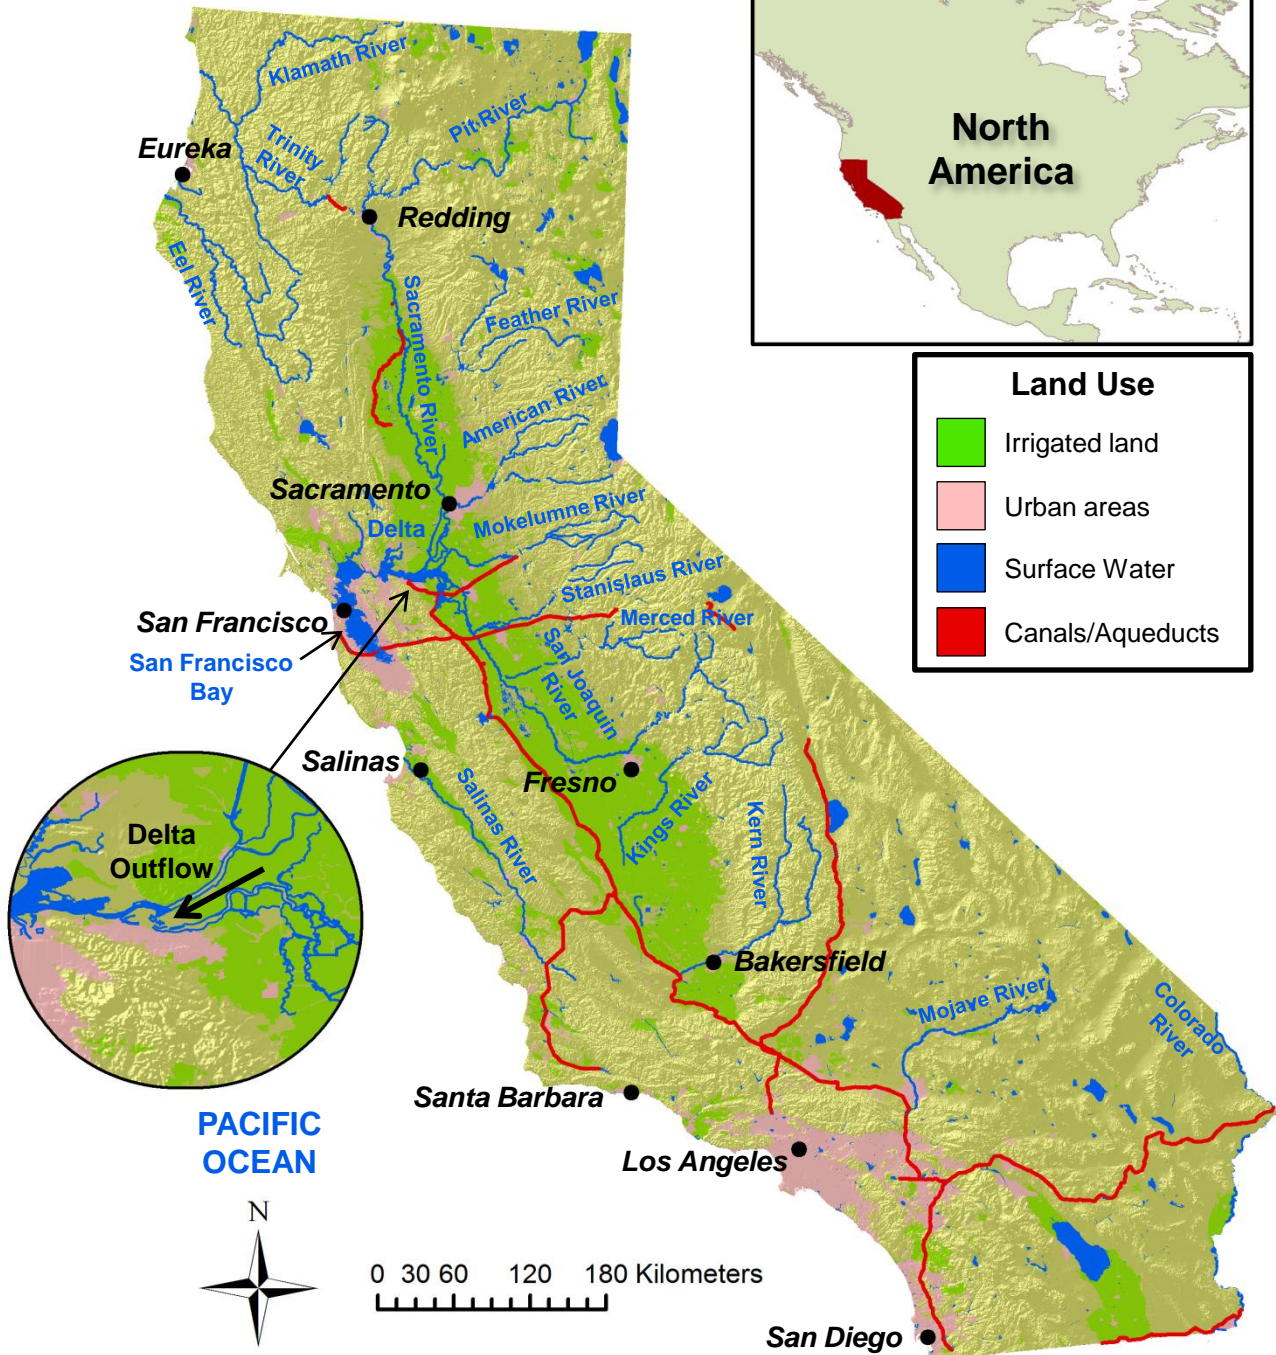 North
America
Land Use
Irrigated land
Urban areas
Surface Water
Canals/Aqueducts
Klamath River
Pit River
Trinity
River
Eureka
Redding
Eel River
Sacramento River
Feather River
American River
Sacramento
Delta
Mokelumne River
Stanislaus River
Merced River
San Francisco
San Francisco
Bay
San Joaquin
River
Salinas
Salinas River
Fresno
Kings River
Kern River
Delta
Outflow
Bakersfield
Mojave River
Colorado
River
Santa Barbara
PACIFIC
OCEAN
Los Angeles
N
0 30 60 120 180 Kilometers
San Diego